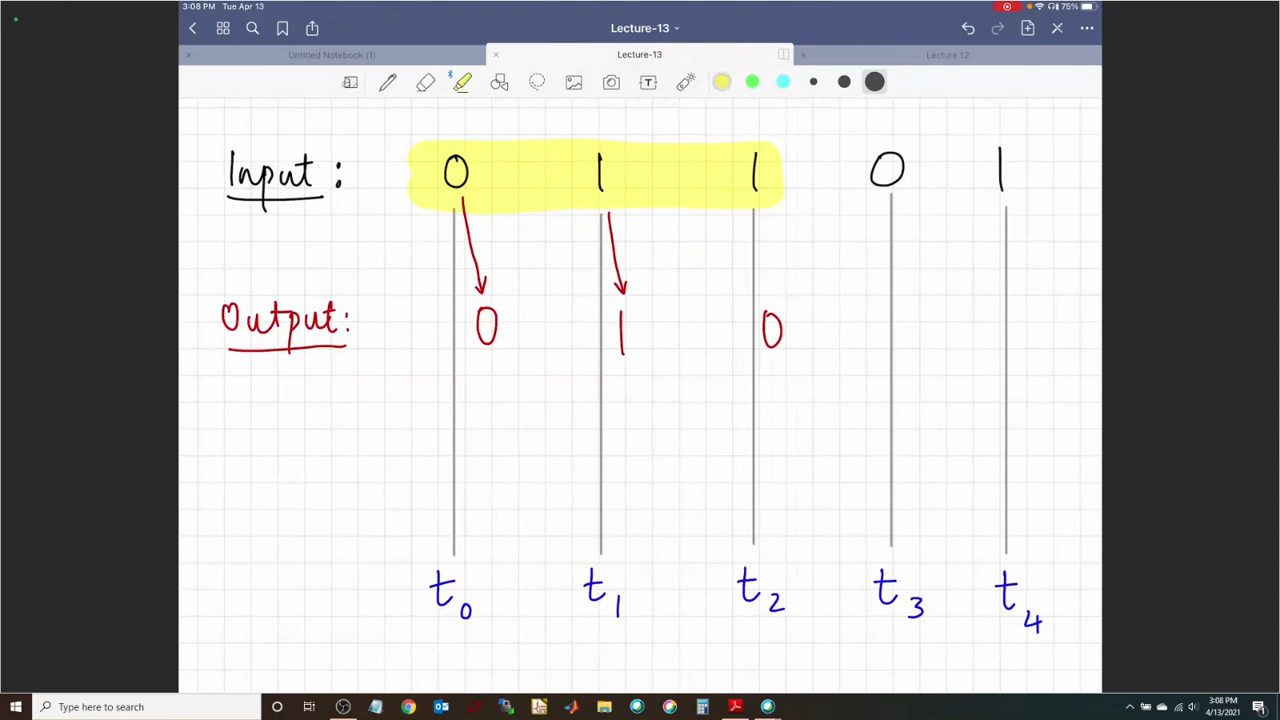 3:08 PM Tue Apr 13
75%
Lecture-13
Untitled Notebook (1)
Lecture-13
Lecture 12
T
Input: 0 1 1 0 1
Output: 0 1 0
t0 t1 t2 t3 t4
Type here to search
3:08 PM
4/13/2021